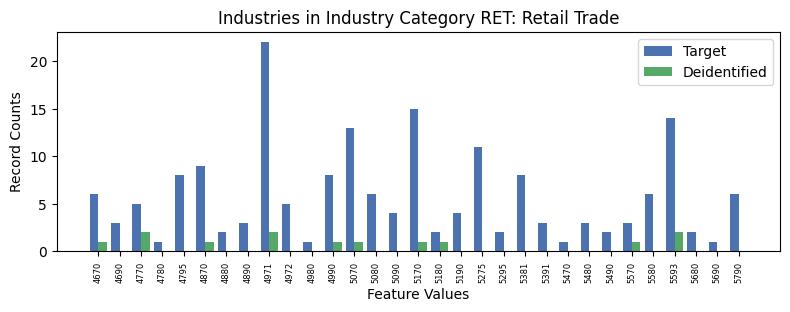 Industries in Industry Category RET: Retail Trade
Target
Deidentified
Record Counts
20
15
10
5
0
4670 4690 4770 4780 4795 4870 4880 4890 4971 4972 4980 4990 5070 5080 5090 5170 5180 5190 5275 5295 5381 5391 5470 5480 5490 5570 5580 5593 5680 5690 5790
Feature Values